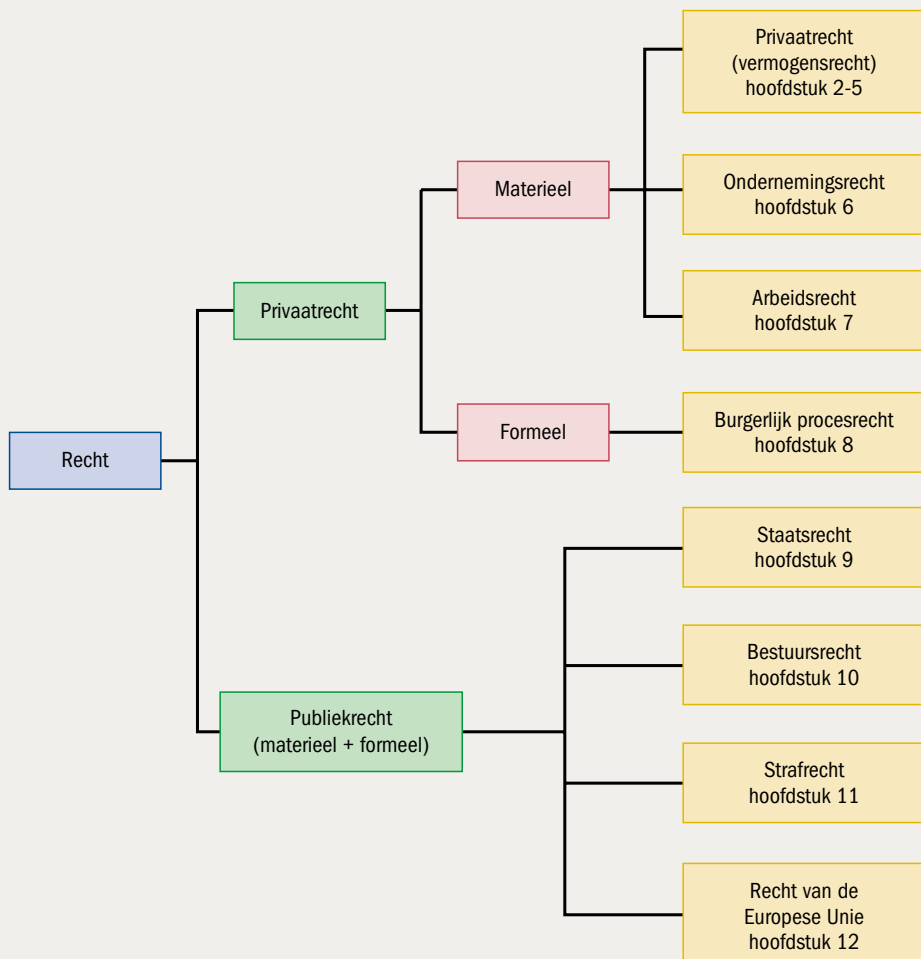 Recht
Privaatrecht
Materieel
Privaatrecht
(vermogensrecht)
hoofdstuk 2-5
Ondernemingsrecht
hoofdstuk 6
Arbeidsrecht
hoofdstuk 7
Formeel
Burgerlijk procesrecht
hoofdstuk 8
Publiekrecht
(materieel + formeel)
Staatsrecht
hoofdstuk 9
Bestuursrecht
hoofdstuk 10
Strafrecht
hoofdstuk 11
Recht van de
Europese Unie
hoofdstuk 12